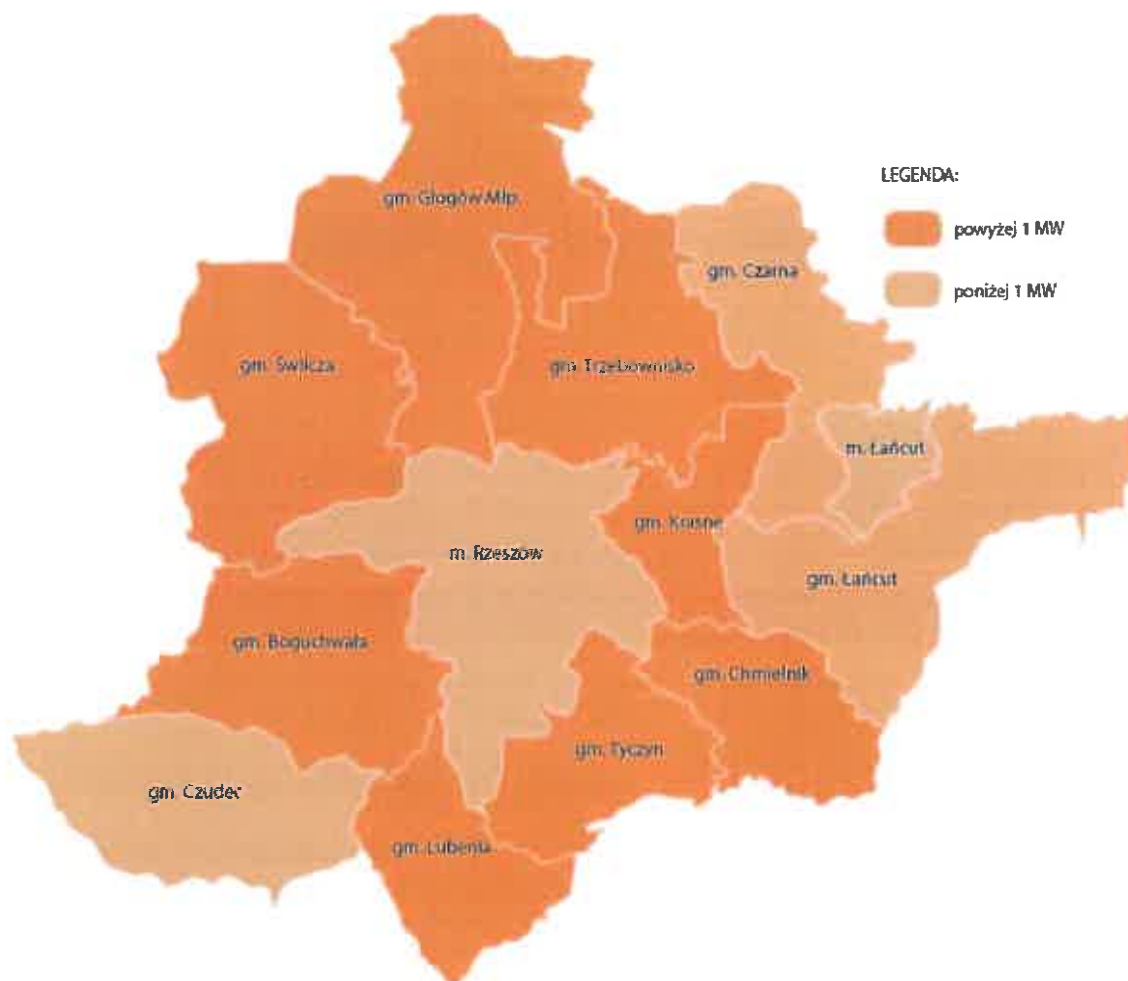 gm. Głogów Młp.
LEGENDA:
powyżej 1 MW
gm. Czarna
poniżej 1 MW
gm. Świlcza
gm. Trzebownisko
m. Łańcut
gm. Krasne
m. Rzeszów
gm. Łańcut
gm. Boguchwała
gm. Chmielnik
gm. Tyczyn
gm. Czudec
gm. Lubenia